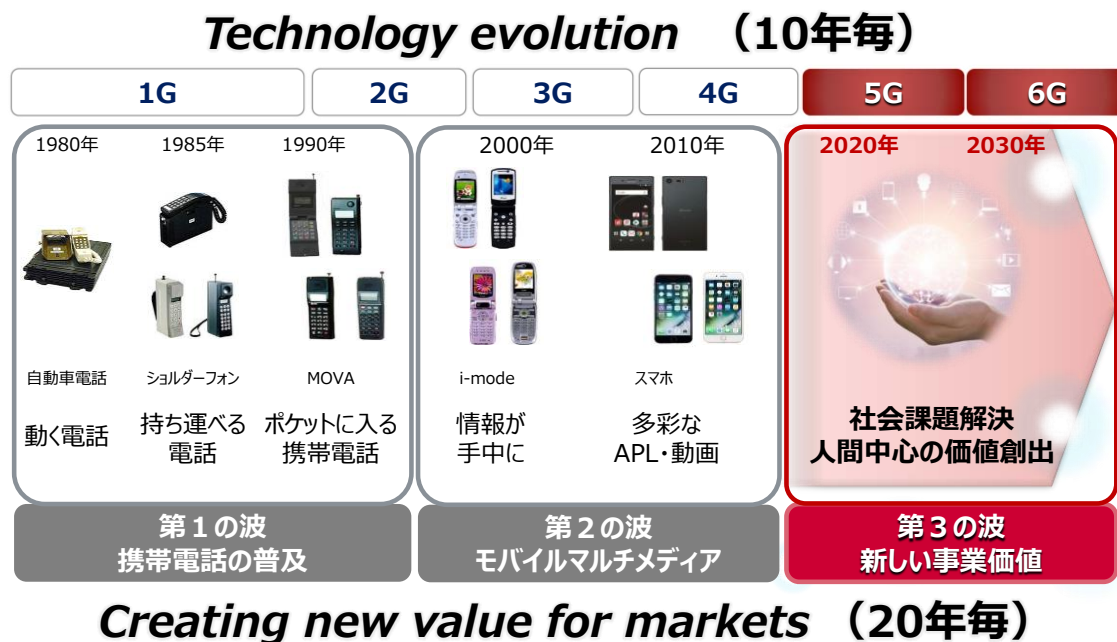 Technology evolution （10年毎）
1G 2G 3G 4G 5G 6G
1980年 1985年 1990年 2000年 2010年 2020年 2030年
自動車電話 ショルダーフォン MOVA i-mode スマホ
動く電話
持ち運べる
電話
ポケットに入る
携帯電話
情報が
手中に
多彩な
APL・動画
社会課題解決
人間中心の価値創出
第１の波
携帯電話の普及
第２の波
モバイルマルチメディア
第３の波
新しい事業価値
Creating new value for markets （20年毎）